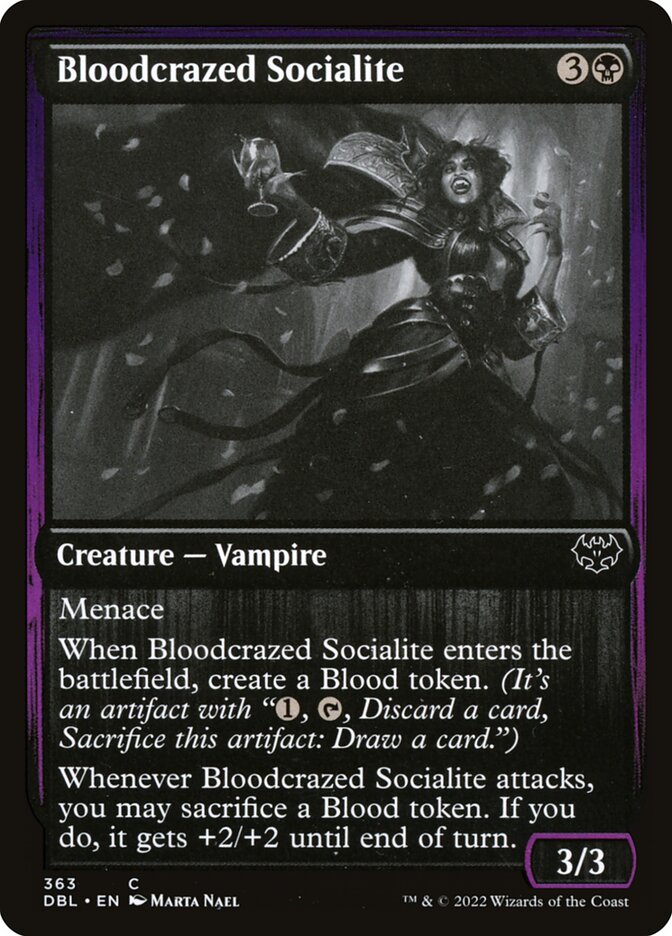 Bloodcrazed Socialite 3
Creature — Vampire
Menace
When Bloodcrazed Socialite enters the
battlefield, create a Blood token. (It's
an artifact with “1, , Discard a card,
Sacrifice this artifact: Draw a card.”)
Whenever Bloodcrazed Socialite attacks,
you may sacrifice a Blood token. If you
do, it gets +2/+2 until end of turn.
3/3
363 C
DBL • EN Marta Nael ™ & © 2022 Wizards of the Coast